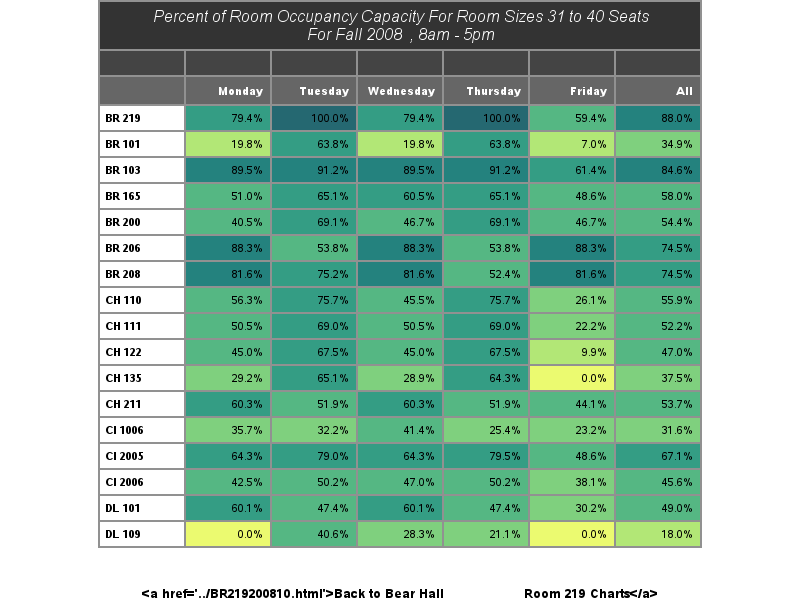 Percent of Room Occupancy Capacity For Room Sizes 31 to 40 Seats
For Fall 2008 , 8am - 5pm
Monday Tuesday Wednesday Thursday Friday All
BR 219 79.4% 100.0% 79.4% 100.0% 59.4% 88.0%
BR 101 19.8% 63.8% 19.8% 63.8% 7.0% 34.9%
BR 103 89.5% 91.2% 89.5% 91.2% 61.4% 84.6%
BR 165 51.0% 65.1% 60.5% 65.1% 48.6% 58.0%
BR 200 40.5% 69.1% 46.7% 69.1% 46.7% 54.4%
BR 206 88.3% 53.8% 88.3% 53.8% 88.3% 74.5%
BR 208 81.6% 75.2% 81.6% 52.4% 81.6% 74.5%
CH 110 56.3% 75.7% 45.5% 75.7% 26.1% 55.9%
CH 111 50.5% 69.0% 50.5% 69.0% 22.2% 52.2%
CH 122 45.0% 67.5% 45.0% 67.5% 9.9% 47.0%
CH 135 29.2% 65.1% 28.9% 64.3% 0.0% 37.5%
CH 211 60.3% 51.9% 60.3% 51.9% 44.1% 53.7%
CI 1006 35.7% 32.2% 41.4% 25.4% 23.2% 31.6%
CI 2005 64.3% 79.0% 64.3% 79.5% 48.6% 67.1%
CI 2006 42.5% 50.2% 47.0% 50.2% 38.1% 45.6%
DL 101 60.1% 47.4% 60.1% 47.4% 30.2% 49.0%
DL 109 0.0% 40.6% 28.3% 21.1% 0.0% 18.0%
<a href='../BR219200810.html'>Back to Bear Hall Room 219 Charts</a>